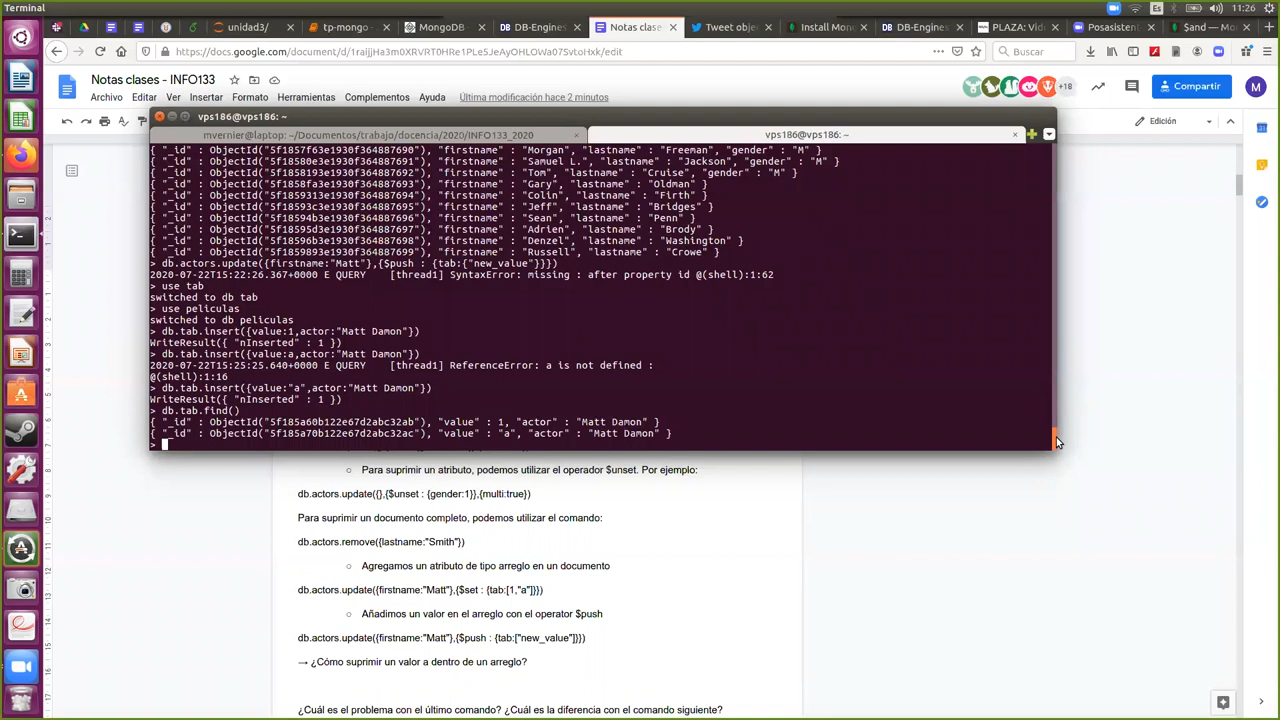 Terminal
Es
11:26
unidad3/
tp-mongo
MongoDB
DB-Engines
Notas clase
Tweet obje
Install Mon
DB-Engines
PLAZA: Vid
Posasisten
$and — Mo
https://docs.google.com/document/d/1raijjHa3m0XRVRT0HRe1PLe5JeAyOHLOWa07SvtoHxk/edit
Buscar
Notas clases - INFO133
+18
Compartir
M
Archivo Editar Ver Insertar Formato Herramientas Complementos Ayuda Última modificación hace 2 minutos
Edición
vps186@vps186: ~
mvernier@laptop: ~/Documentos/trabajo/docencia/2020/INFO133_2020
vps186@vps186: ~
{ "_id" : ObjectId("5f1857f63e1930f364887690"), "firstname" : "Morgan", "lastname" : "Freeman", "gender" : "M" }
{ "_id" : ObjectId("5f18580e3e1930f364887691"), "firstname" : "Samuel L.", "lastname" : "Jackson", "gender" : "M" }
{ "_id" : ObjectId("5f1858193e1930f364887692"), "firstname" : "Tom", "lastname" : "Cruise", "gender" : "M" }
{ "_id" : ObjectId("5f1858fa3e1930f364887693"), "firstname" : "Gary", "lastname" : "Oldman" }
{ "_id" : ObjectId("5f1859313e1930f364887694"), "firstname" : "Colin", "lastname" : "Firth" }
{ "_id" : ObjectId("5f18593c3e1930f364887695"), "firstname" : "Jeff", "lastname" : "Bridges" }
{ "_id" : ObjectId("5f18594b3e1930f364887696"), "firstname" : "Sean", "lastname" : "Penn" }
{ "_id" : ObjectId("5f18595d3e1930f364887697"), "firstname" : "Adrien", "lastname" : "Brody" }
{ "_id" : ObjectId("5f18596b3e1930f364887698"), "firstname" : "Denzel", "lastname" : "Washington" }
{ "_id" : ObjectId("5f1859893e1930f364887699"), "firstname" : "Russell", "lastname" : "Crowe" }
> db.actors.update({firstname:"Matt"},{$push : {tab:{"new_value"}}})
2020-07-22T15:22:26.367+0000 E QUERY    [thread1] SyntaxError: missing : after property id @(shell):1:62
> use tab
switched to db tab
> use peliculas
switched to db peliculas
> db.tab.insert({value:1,actor:"Matt Damon"})
WriteResult({ "nInserted" : 1 })
> db.tab.insert({value:a,actor:"Matt Damon"})
2020-07-22T15:25:25.640+0000 E QUERY    [thread1] ReferenceError: a is not defined :
@(shell):1:16
> db.tab.insert({value:"a",actor:"Matt Damon"})
WriteResult({ "nInserted" : 1 })
> db.tab.find()
{ "_id" : ObjectId("5f185a60b122e67d2abc32ab"), "value" : 1, "actor" : "Matt Damon" }
{ "_id" : ObjectId("5f185a70b122e67d2abc32ac"), "value" : "a", "actor" : "Matt Damon" }
>
○ Para suprimir un atributo, podemos utilizar el operador $unset. Por ejemplo:
db.actors.update({},{$unset : {gender:1}},{multi:true})
Para suprimir un documento completo, podemos utilizar el comando:
db.actors.remove({lastname:"Smith"})
○ Agregamos un atributo de tipo arreglo en un documento
db.actors.update({firstname:"Matt"},{$set : {tab:[1,"a"]}})
○ Añadimos un valor en el arreglo con el operator $push
db.actors.update({firstname:"Matt"},{$push : {tab:["new_value"]}})
→ ¿Cómo suprimir un valor a dentro de un arreglo?
¿Cuál es el problema con el último comando? ¿Cuál es la diferencia con el comando siguiente?